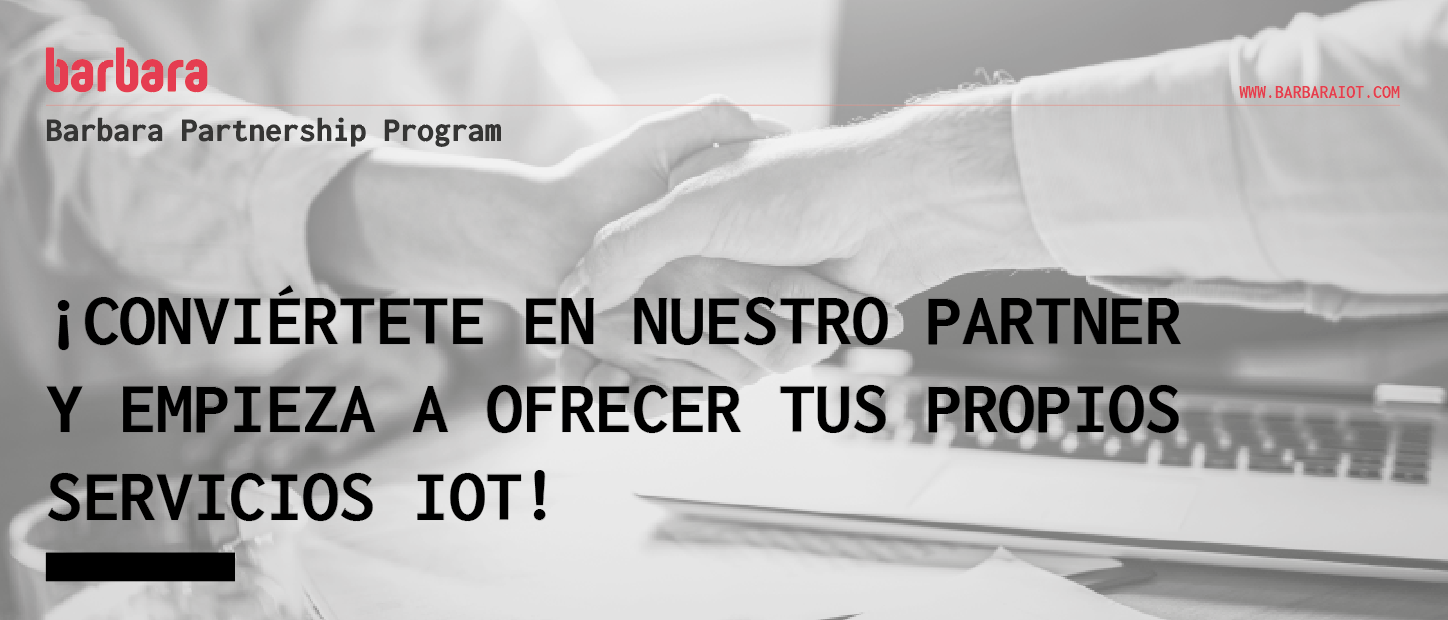 barbara
WWW.BARBARAIOT.COM
Barbara Partnership Program
¡CONVIÉRTETE EN NUESTRO PARTNER
Y EMPIEZA A OFRECER TUS PROPIOS
SERVICIOS IOT!